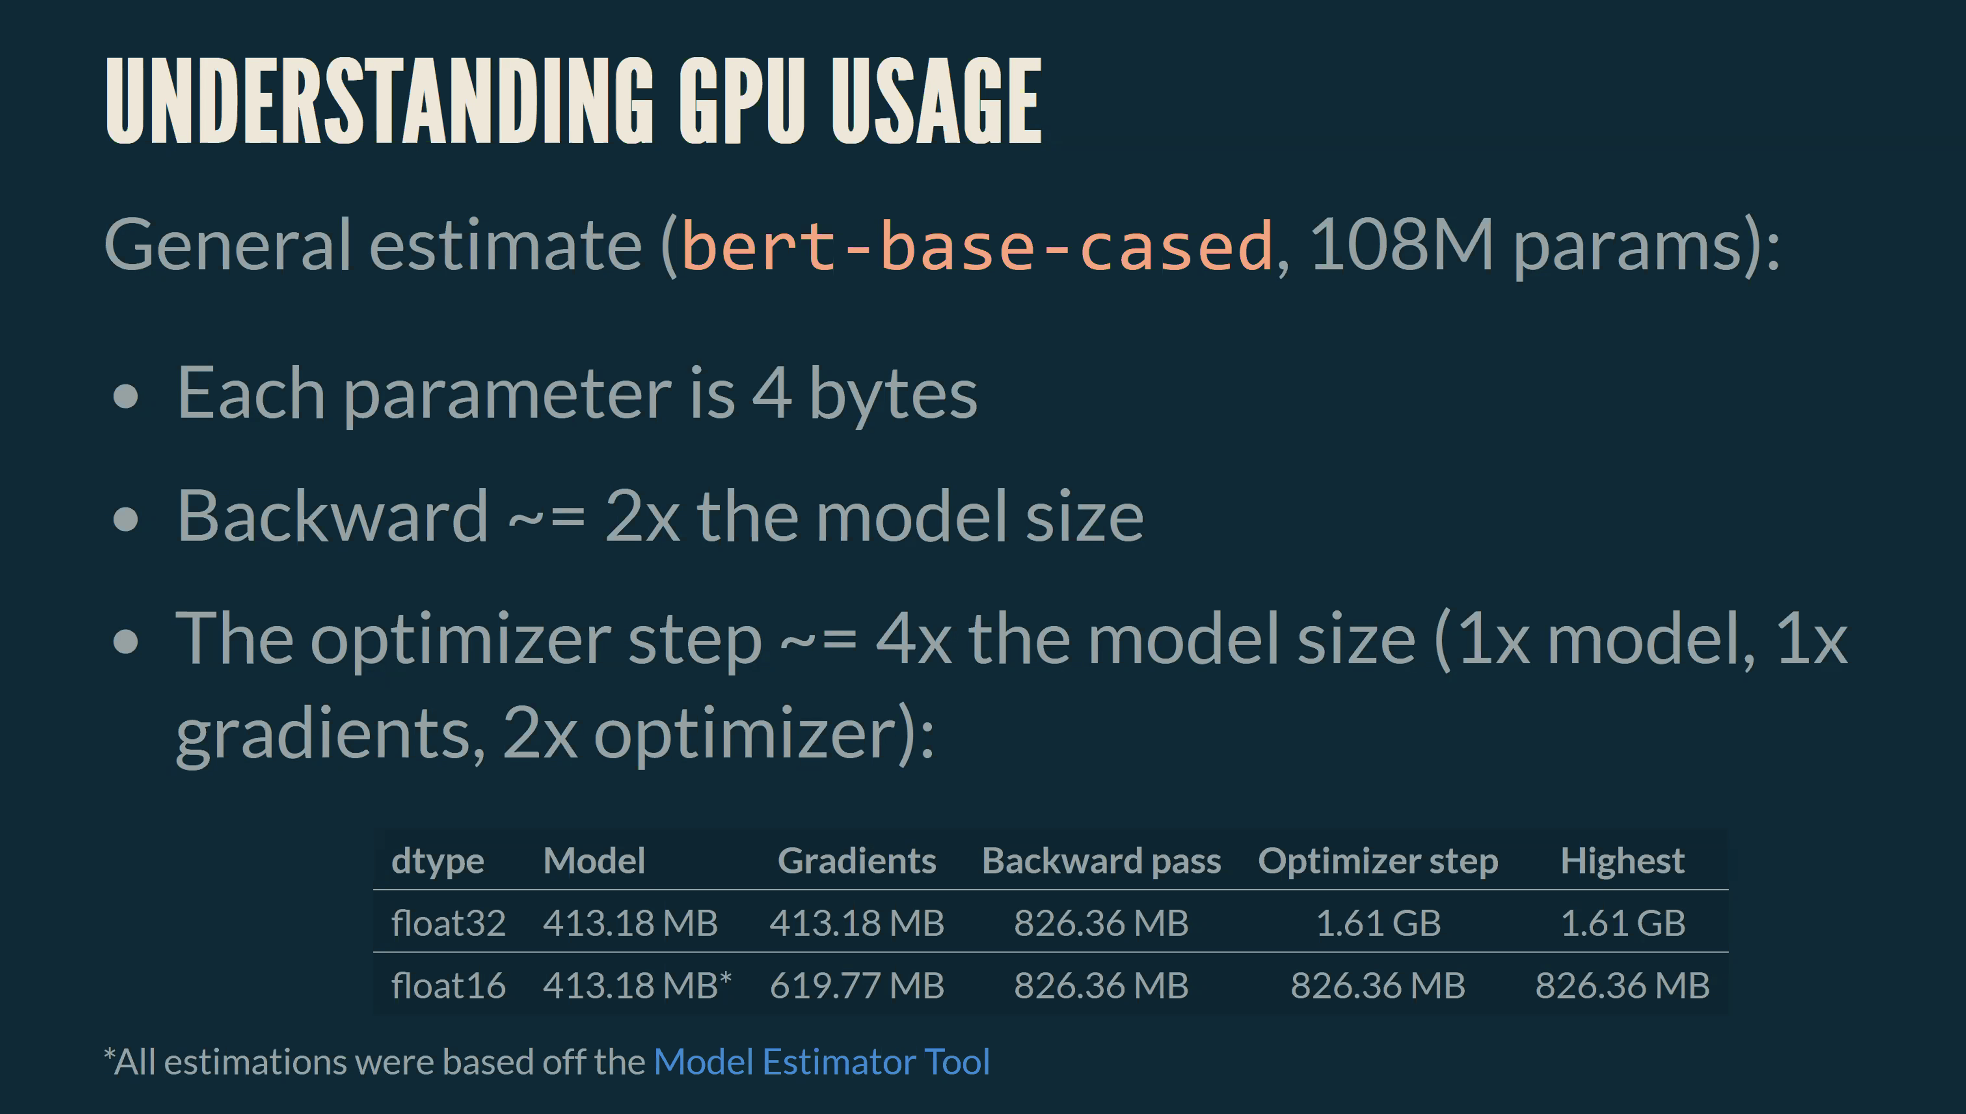 UNDERSTANDING GPU USAGE
General estimate (bert-base-cased, 108M params):
• Each parameter is 4 bytes
• Backward ~= 2x the model size
• The optimizer step ~= 4x the model size (1x model, 1x
gradients, 2x optimizer):
dtype Model Gradients Backward pass Optimizer step Highest
float32 413.18 MB 413.18 MB 826.36 MB 1.61 GB 1.61 GB
float16 413.18 MB* 619.77 MB 826.36 MB 826.36 MB 826.36 MB
*All estimations were based off the Model Estimator Tool